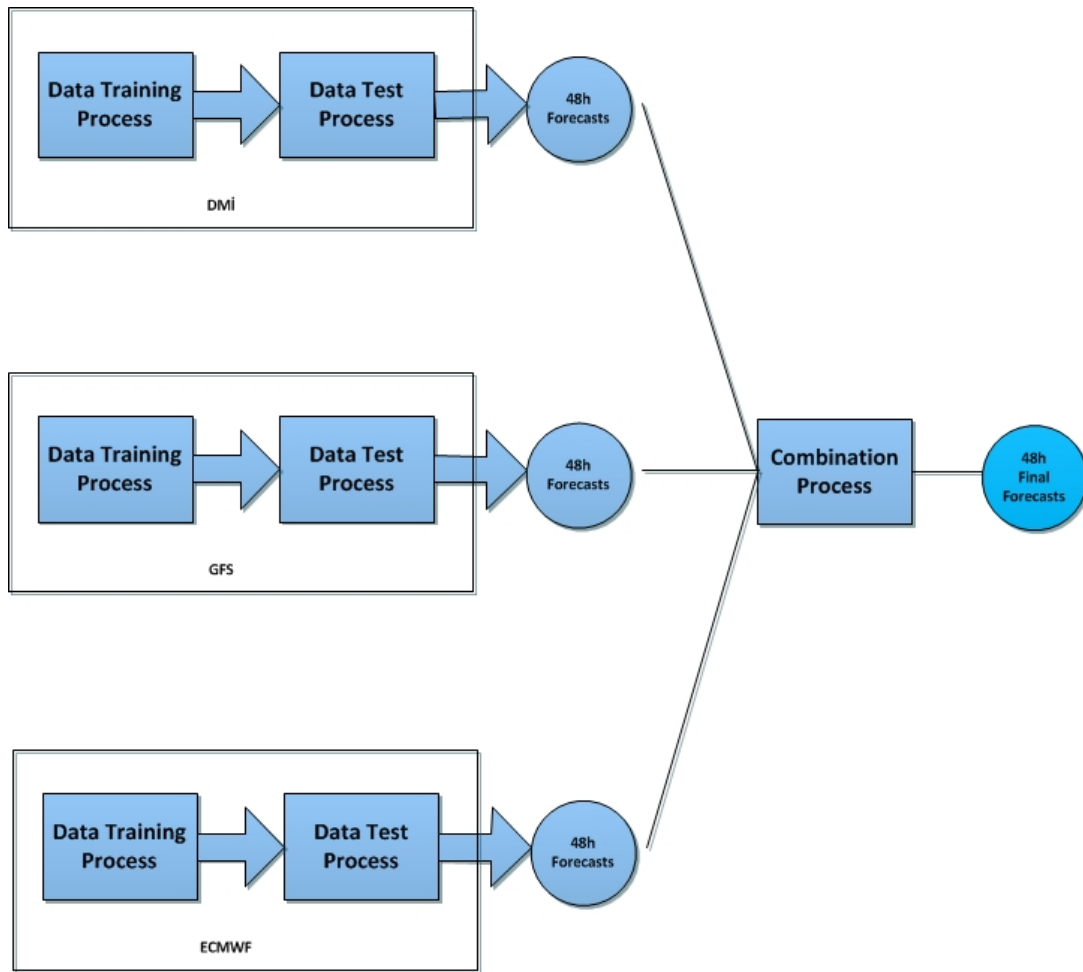 Data Training
Process
Data Test
Process
48h
Forecasts
DMİ
Data Training
Process
Data Test
Process
48h
Forecasts
GFS
Combination
Process
48h
Final
Forecasts
Data Training
Process
Data Test
Process
48h
Forecasts
ECMWF